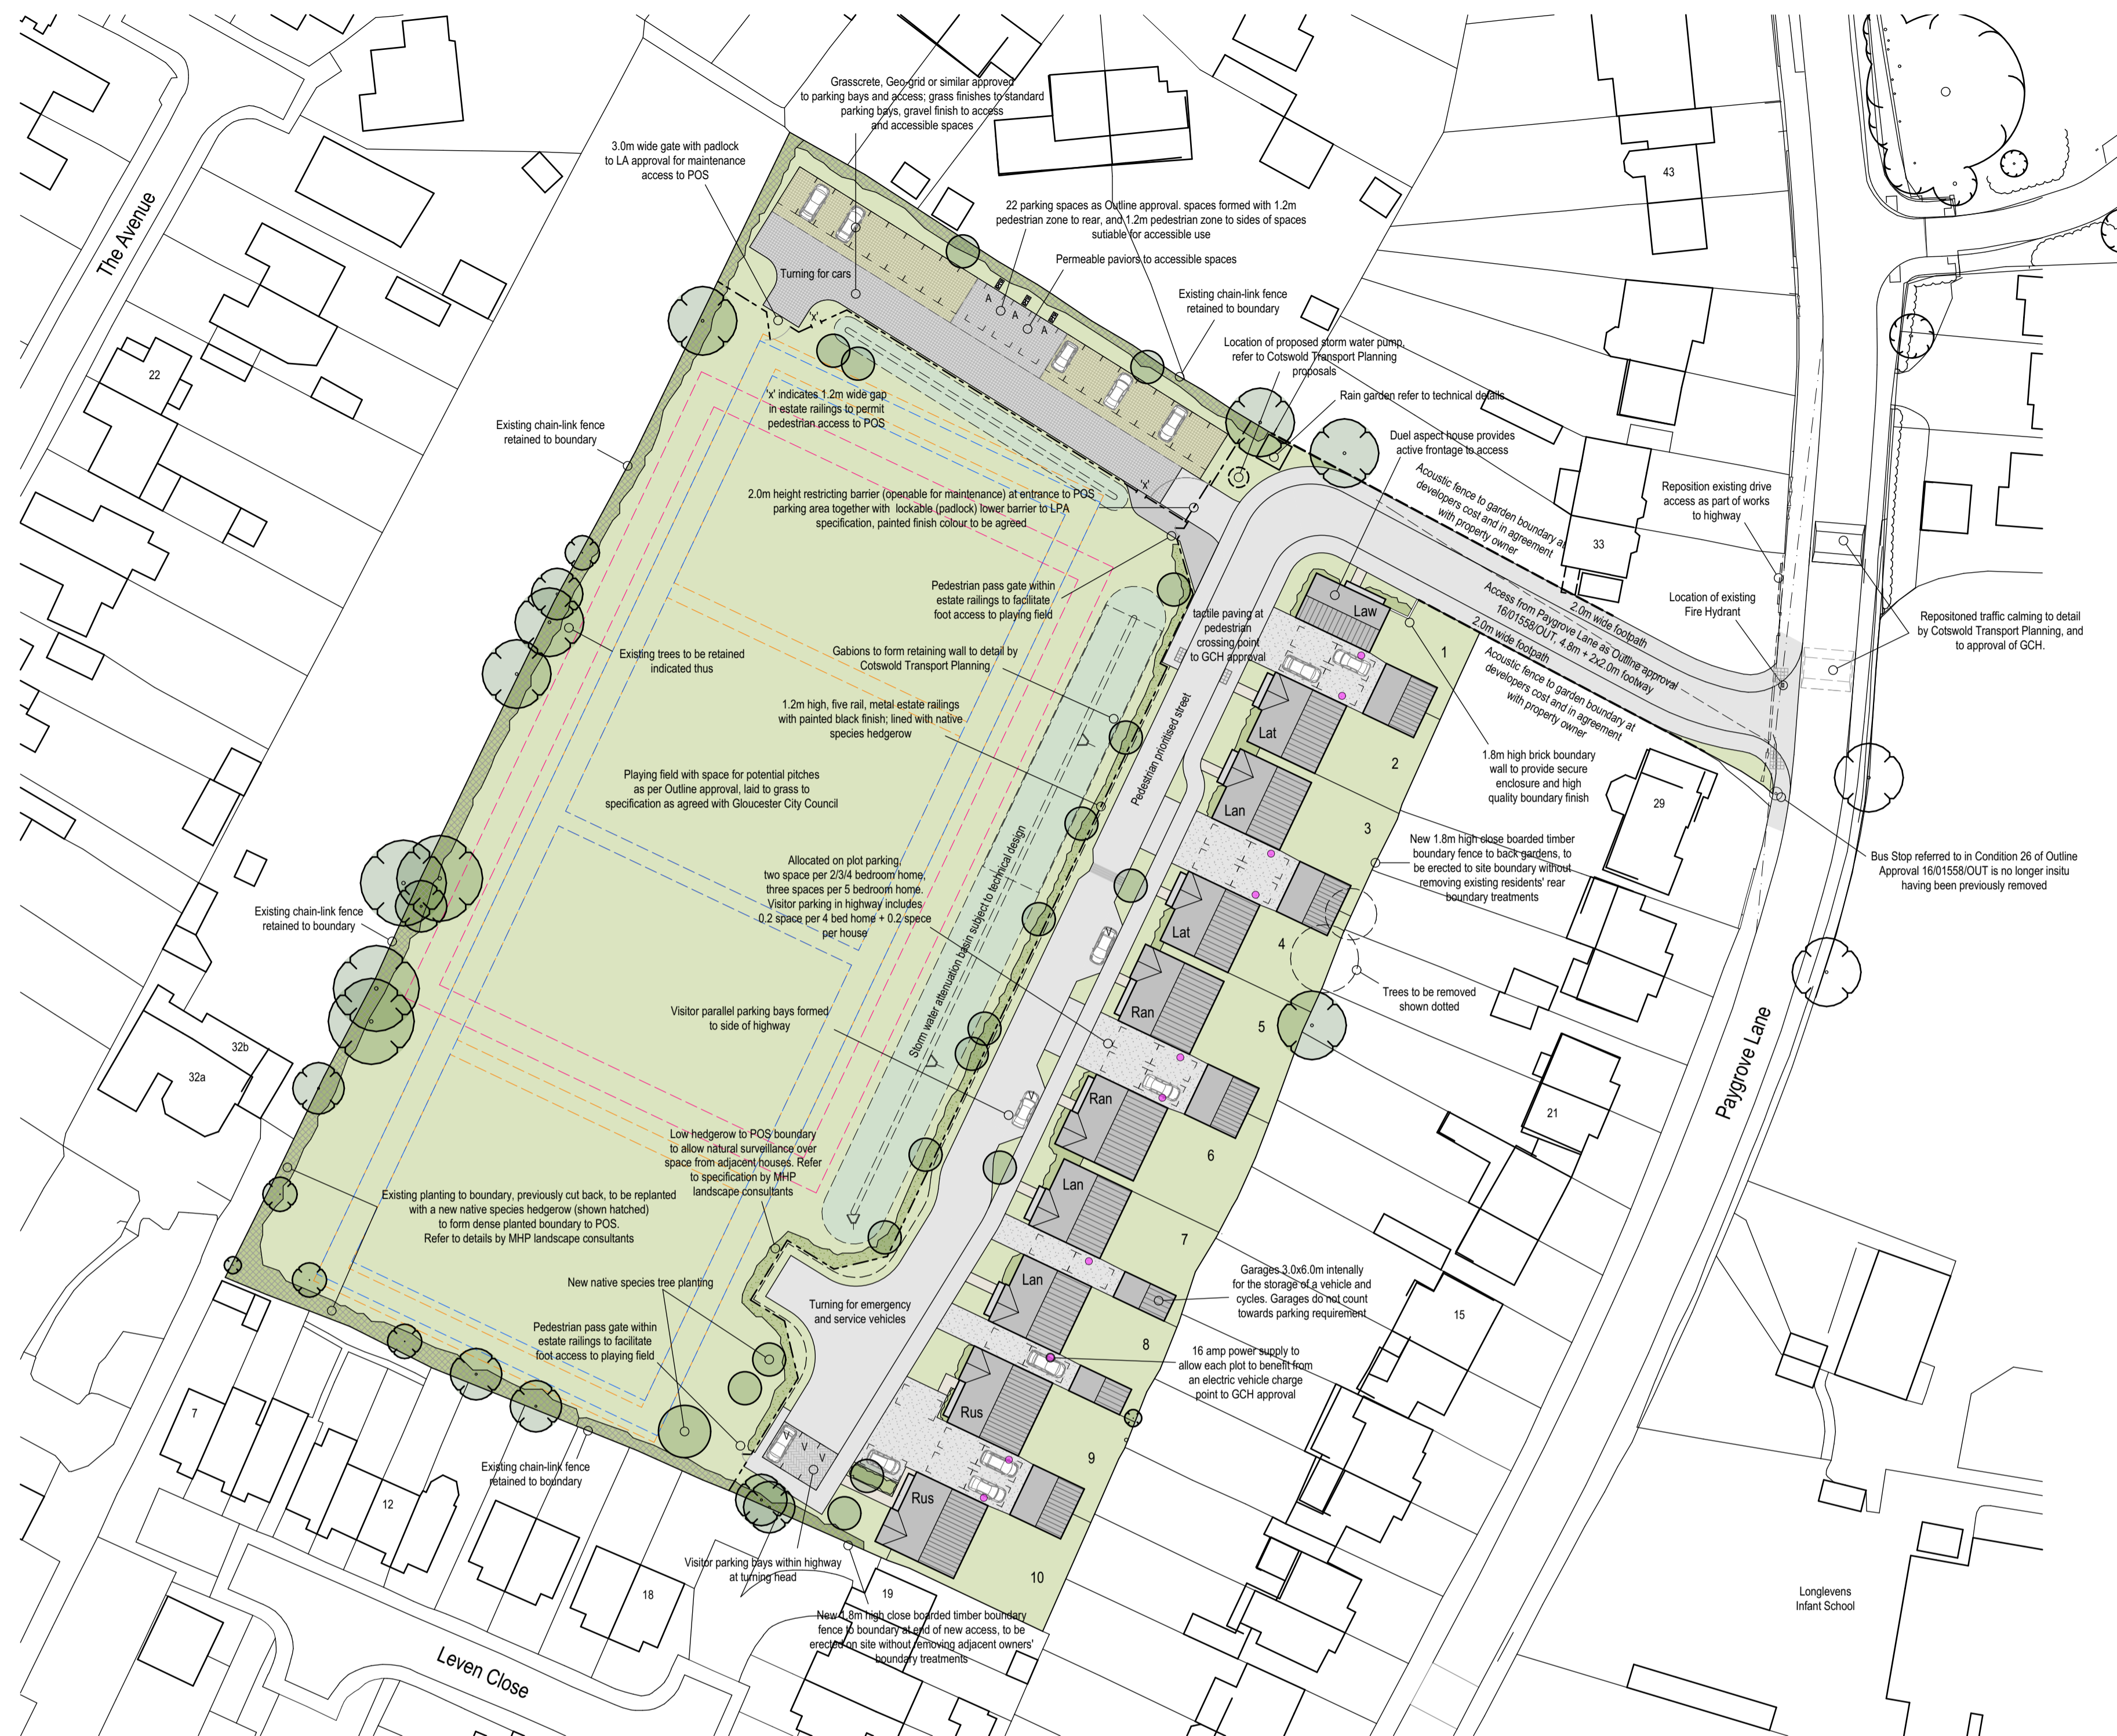 Grasscrete, Geo-grid or similar approved
to parking bays and access; grass finishes to standard
parking bays, gravel finish to access
and accessible spaces
3.0m wide gate with padlock
to LA approval for maintenance
access to POS
43
The Avenue
22 parking spaces as Outline approval. spaces formed with 1.2m
pedestrian zone to rear, and 1.2m pedestrian zone to sides of spaces
sutiable for accessible use
Permeable paviors to accessible spaces
Turning for cars
A
A
A
'x'
Existing chain-link fence
retained to boundary
Location of proposed storm water pump,
refer to Cotswold Transport Planning
proposals
22
'x' indicates 1.2m wide gap
in estate railings to permit
pedestrian access to POS
Rain garden refer to technical details
Existing chain-link fence
retained to boundary
Duel aspect house provides
active frontage to access
Acoustic fence to garden boundary at
developers cost and in agreement
with property owner
Reposition existing drive
access as part of works
to highway
'x'
2.0m height restricting barrier (openable for maintenance) at entrance to POS
parking area together with lockable (padlock) lower barrier to LPA
specification, painted finish colour to be agreed
33
Pedestrian pass gate within
estate railings to facilitate
foot access to playing field
Law
2.0m wide footpath
Access from Paygrove Lane as Outline approval
16/01558/OUT. 4.8m + 2x2.0m footway
2.0m wide footpath
Location of existing
Fire Hydrant
Repositoned traffic calming to detail
by Cotswold Transport Planning, and
to approval of GCH.
tactile paving at
pedestrian
crossing point
to GCH approval
Existing trees to be retained
indicated thus
Gabions to form retaining wall to detail by
Cotswold Transport Planning
1
Acoustic fence to garden boundary at
developers cost and in agreement
with property owner
1.2m high, five rail, metal estate railings
with painted black finish; lined with native
species hedgerow
Pedestrian prioritised street
Lat
2
1.8m high brick boundary
wall to provide secure
enclosure and high
quality boundary finish
Playing field with space for potential pitches
as per Outline approval, laid to grass to
specification as agreed with Gloucester City Council
Lan
3
29
New 1.8m high close boarded timber
boundary fence to back gardens, to
be erected to site boundary without
removing existing residents' rear
boundary treatments
Bus Stop referred to in Condition 26 of Outline
Approval 16/01558/OUT is no longer insitu
having been previously removed
Allocated on plot parking,
two space per 2/3/4 bedroom home,
three spaces per 5 bedroom home.
Visitor parking in highway includes
0.2 space per 4 bed home + 0.2 spece
per house
Storm water attenuation basin subject to technical design
Existing chain-link fence
retained to boundary
Lat
4
V
Trees to be removed
shown dotted
Visitor parallel parking bays formed
to side of highway
Ran
5
Paygrove Lane
32b
32a
V
Ran
6
21
Low hedgerow to POS boundary
to allow natural surveillance over
space from adjacent houses. Refer
to specification by MHP
landscape consultants
Existing planting to boundary, previously cut back, to be replanted
with a new native species hedgerow (shown hatched)
to form dense planted boundary to POS.
Refer to details by MHP landscape consultants
Lan
7
Garages 3.0x6.0m intenally
for the storage of a vehicle and
cycles. Garages do not count
towards parking requirement
New native species tree planting
Lan
Turning for emergency
and service vehicles
15
Pedestrian pass gate within
estate railings to facilitate
foot access to playing field
8
16 amp power supply to
allow each plot to benefit from
an electric vehicle charge
point to GCH approval
7
Rus
V
V
V
9
Existing chain-link fence
retained to boundary
12
Rus
Visitor parking bays within highway
at turning head
10
18
19
New 1.8m high close boarded timber boundary
fence to boundary at end of new access, to be
erected on site without removing adjacent owners'
boundary treatments
Longlevens
Infant School
Leven Close